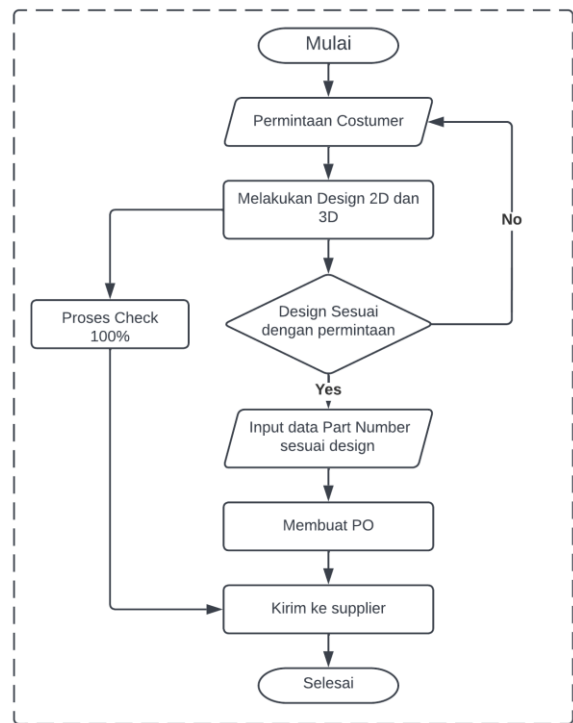 Mulai
Permintaan Costumer
Melakukan Design 2D dan
3D
No
Proses Check
100%
Design Sesuai
dengan permintaan
Yes
Input data Part Number
sesuai design
Membuat PO
Kirim ke supplier
Selesai